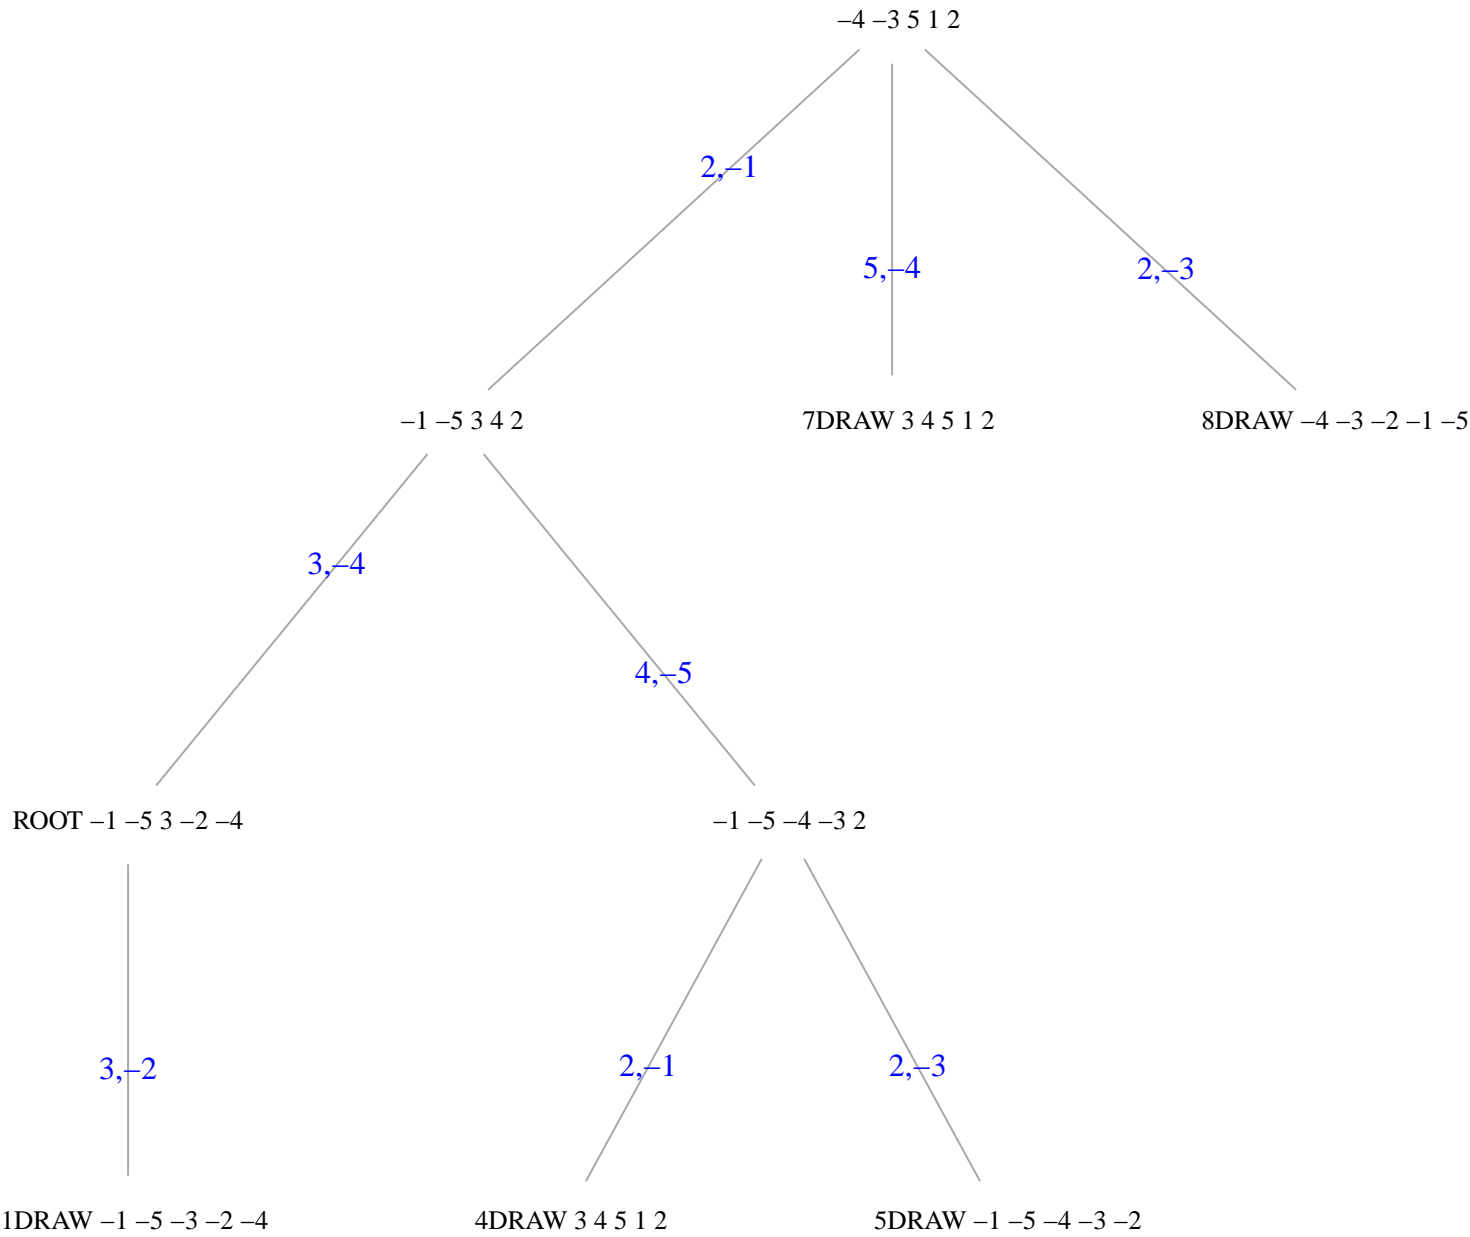 –4 –3 5 1 2
2,–1
5,–4
2,–3
–1 –5 3 4 2
7DRAW 3 4 5 1 2
8DRAW –4 –3 –2 –1 –5
3,–4
4,–5
ROOT –1 –5 3 –2 –4
–1 –5 –4 –3 2
3,–2
2,–1
2,–3
1DRAW –1 –5 –3 –2 –4
4DRAW 3 4 5 1 2
5DRAW –1 –5 –4 –3 –2